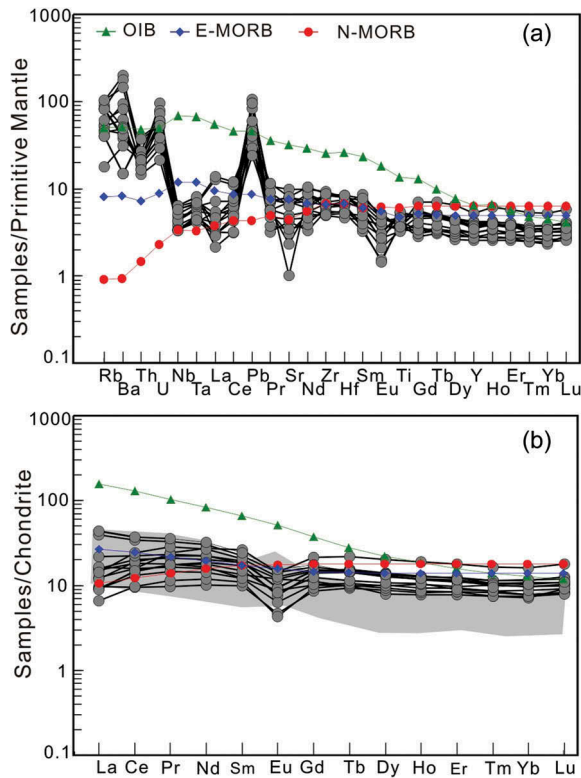 1000
OIB E-MORB N-MORB (a)
100
10
1
0.1
Samples/Primitive Mantle
Rb Th Nb La Pb Sr Zr Sm Ti Tb Y Er Yb
Ba U Ta Ce Pr Nd Hf Eu Gd Dy Ho Tm Lu
1000
(b)
100
10
1
0.1
Samples/Chondrite
La Ce Pr Nd Sm Eu Gd Tb Dy Ho Er Tm Yb Lu